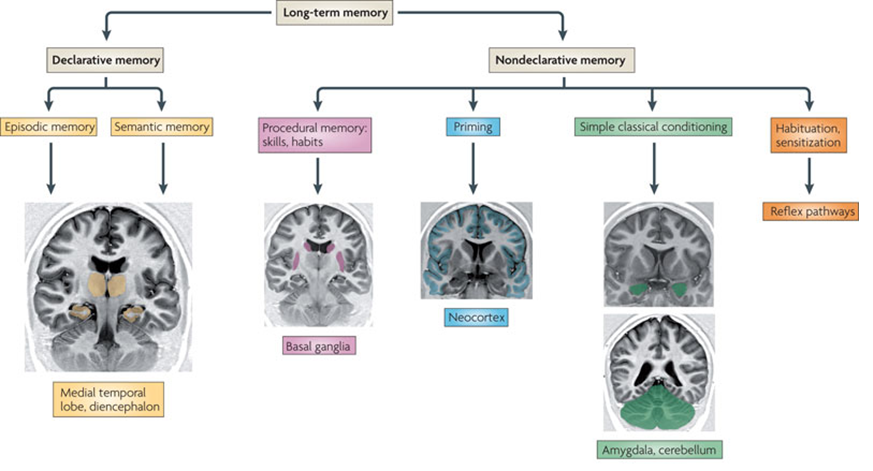 Long-term memory
Declarative memory
Nondeclarative memory
Episodic memory
Semantic memory
Procedural memory:
skills, habits
Priming
Simple classical conditioning
Habituation,
sensitization
Reflex pathways
Neocortex
Basal ganglia
Medial temporal
lobe, diencephalon
Amygdala, cerebellum